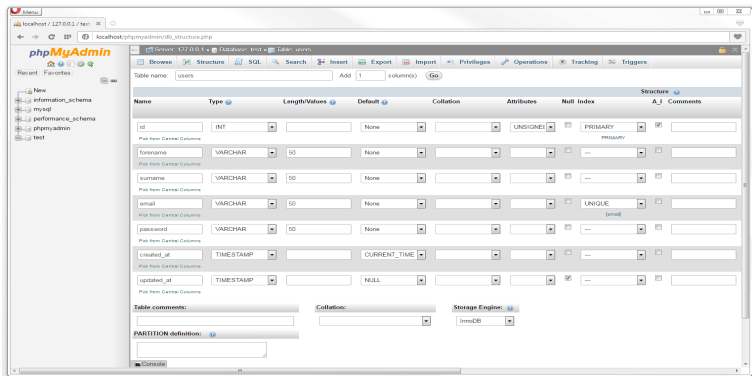 Menu
localhost / 127.0.0.1 / test
localhost/phpmyadmin/db_structure.php
phpMyAdmin
Recent Favorites
New
information_schema
mysql
performance_schema
phpmyadmin
test
Server: 127.0.0.1 » Database: test » Table: users
Browse Structure SQL Search Insert Export Import Privileges Operations Tracking Triggers
Table name: users Add 1 column(s) Go
Structure
Name Type Length/Values Default Collation Attributes Null Index A_I Comments
id INT None UNSIGNED PRIMARY
Pick from Central Columns PRIMARY
forename VARCHAR 50 None ---
Pick from Central Columns
surname VARCHAR 50 None ---
Pick from Central Columns
email VARCHAR 50 None UNIQUE
Pick from Central Columns (email)
password VARCHAR 50 None ---
Pick from Central Columns
created_at TIMESTAMP CURRENT_TIME ---
Pick from Central Columns
updated_at TIMESTAMP NULL ---
Pick from Central Columns
Table comments: Collation: Storage Engine:
InnoDB
PARTITION definition:
Console